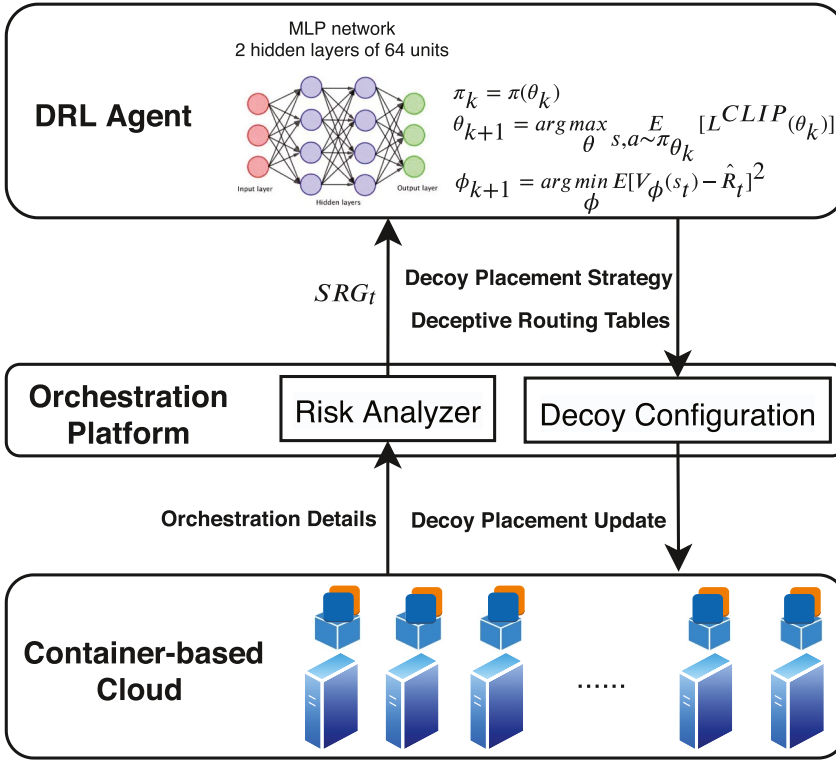 MLP network
2 hidden layers of 64 units
DRL Agent
Input layer
Hidden layers
Output layer
π_k = π(θ_k)
θ_{k+1} = arg max_θ E_{s,a∼π_{θ_k}} [L^{CLIP}(θ_k)]
ϕ_{k+1} = arg min_ϕ E[V_ϕ(s_t) − R̂_t]^2
SRG_t
Decoy Placement Strategy
Deceptive Routing Tables
Orchestration
Platform
Risk Analyzer
Decoy Configuration
Orchestration Details
Decoy Placement Update
Container-based
Cloud
......